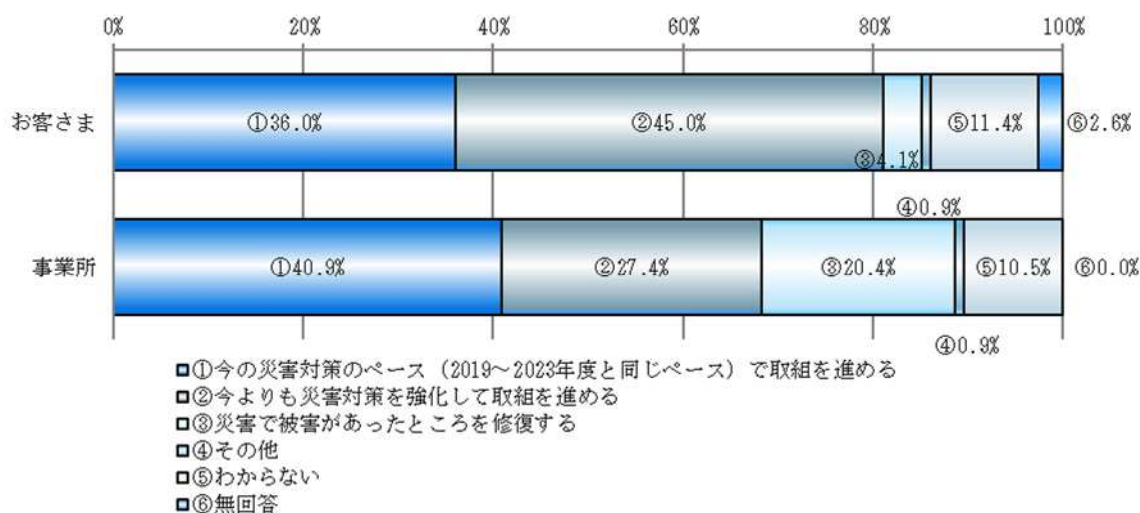 0% 20% 40% 60% 80% 100%
お客さま ①36.0% ②45.0% ③4.1% ⑤11.4% ⑥2.6%
④0.9%
事業所 ①40.9% ②27.4% ③20.4% ⑤10.5% ⑥0.0%
④0.9%
①今の災害対策のペース（2019～2023年度と同じペース）で取組を進める
②今よりも災害対策を強化して取組を進める
③災害で被害があったところを修復する
④その他
⑤わからない
⑥無回答